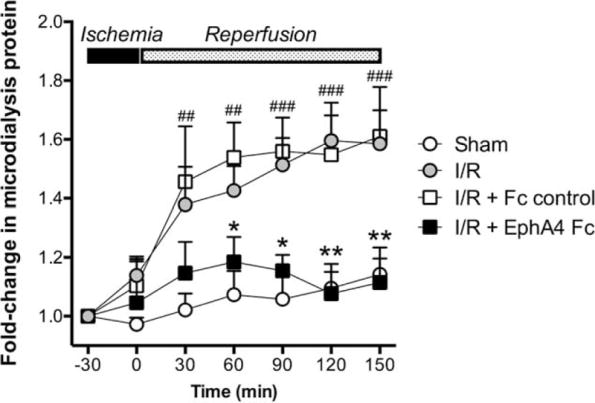 2.0
Ischemia Reperfusion
1.8
## ## ### ### ###
1.6
Sham
I/R
I/R + Fc control
I/R + EphA4 Fc
1.4
* * ** **
1.2
1.0
Fold-change in microdialysis protein
-30 0 30 60 90 120 150
Time (min)